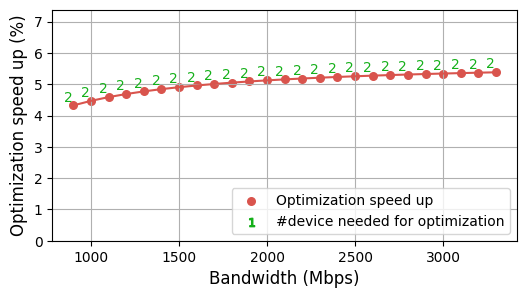 Optimization speed up (%)
7
6
5
4
3
2
1
0
2 2 2 2 2 2 2 2 2 2 2 2 2 2 2 2 2 2 2 2 2 2 2 2 2
Optimization speed up
1 #device needed for optimization
1000 1500 2000 2500 3000
Bandwidth (Mbps)